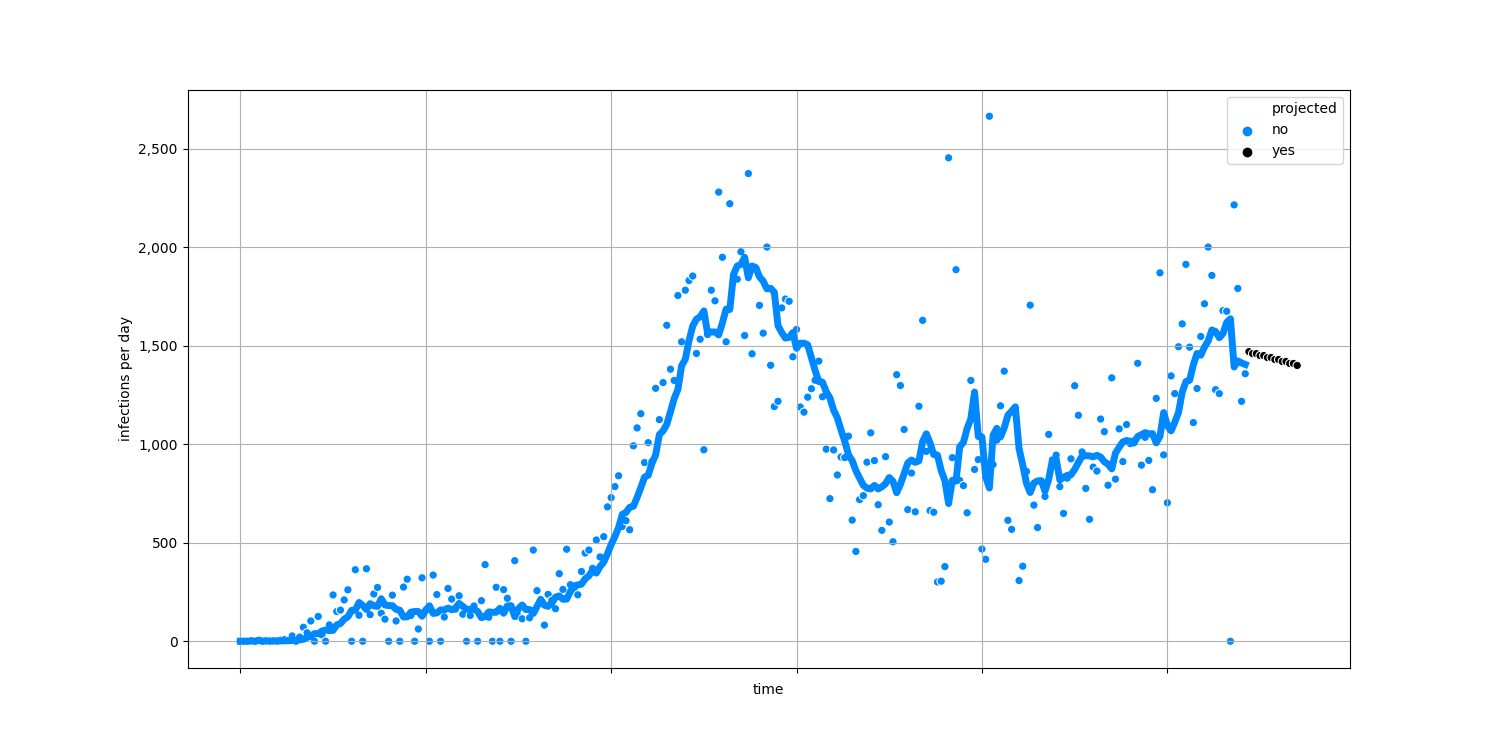 projected
no
yes
2,500
2,000
1,500
1,000
500
0
infections per day
time